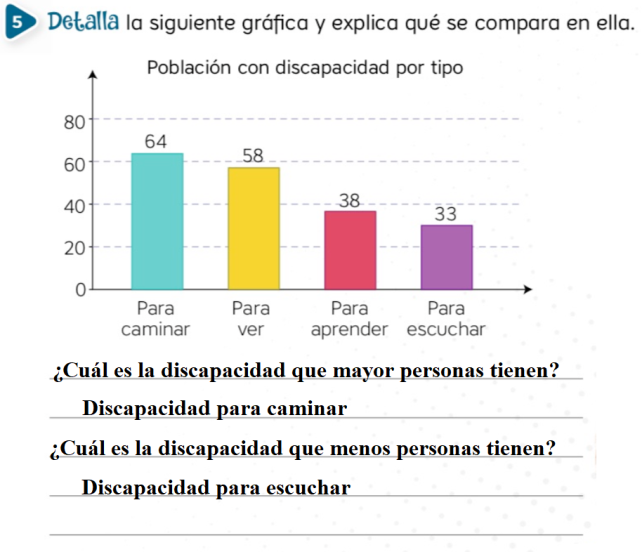 5 Detalla la siguiente gráfica y explica qué se compara en ella.
Población con discapacidad por tipo
80
60
40
20
0
64
58
38
33
Para caminar
Para ver
Para aprender
Para escuchar
¿Cuál es la discapacidad que mayor personas tienen?
Discapacidad para caminar
¿Cuál es la discapacidad que menos personas tienen?
Discapacidad para escuchar